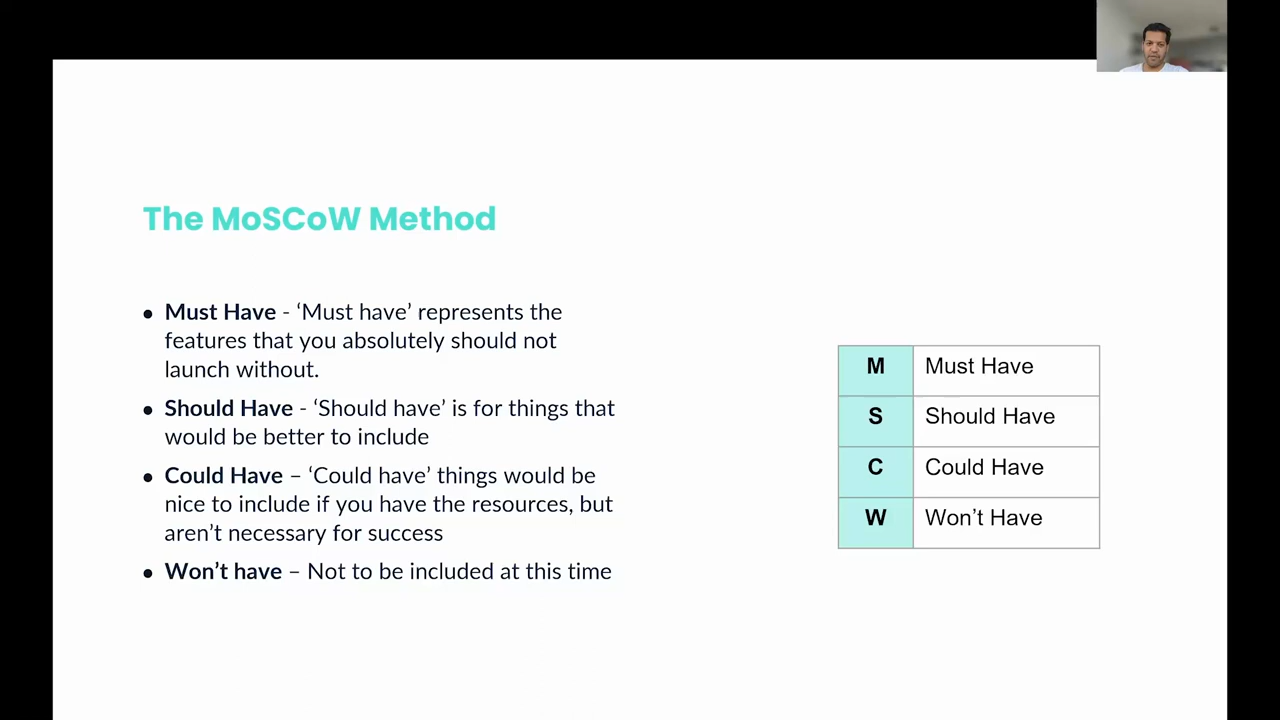 The MoSCoW Method
• Must Have - ‘Must have’ represents the
features that you absolutely should not
launch without.
• Should Have - ‘Should have’ is for things that
would be better to include
• Could Have – ‘Could have’ things would be
nice to include if you have the resources, but
aren’t necessary for success
• Won’t have – Not to be included at this time
M Must Have
S Should Have
C Could Have
W Won’t Have